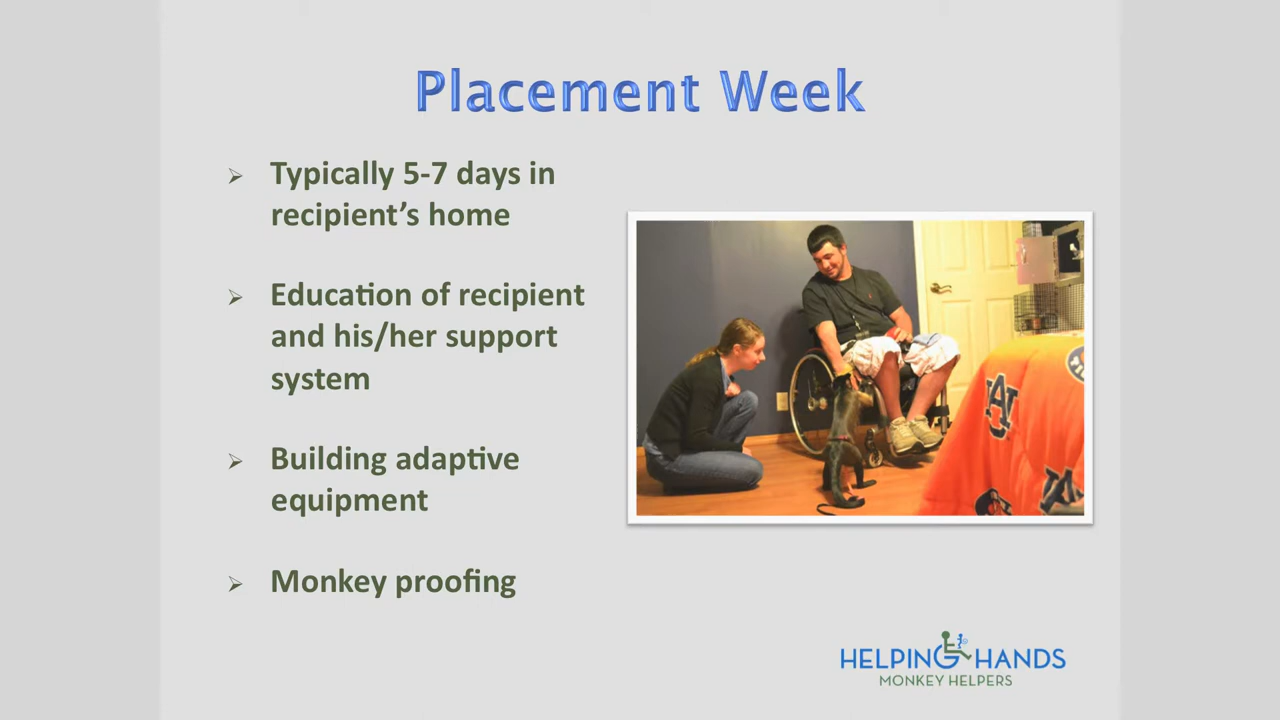 Placement Week
Typically 5-7 days in
recipient’s home
Education of recipient
and his/her support
system
Building adaptive
equipment
Monkey proofing
AU
HELPING HANDS
MONKEY HELPERS